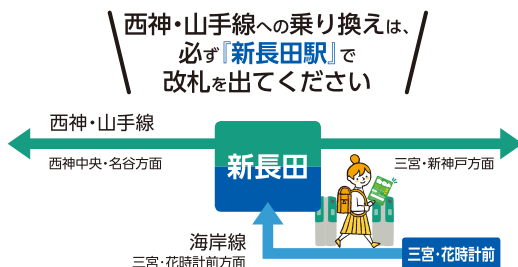 西神・山手線への乗り換えは、
必ず『新長田駅』で
改札を出てください
西神・山手線
西神中央・名谷方面
新長田
三宮・新神戸方面
海岸線
三宮・花時計前方面
三宮・花時計前